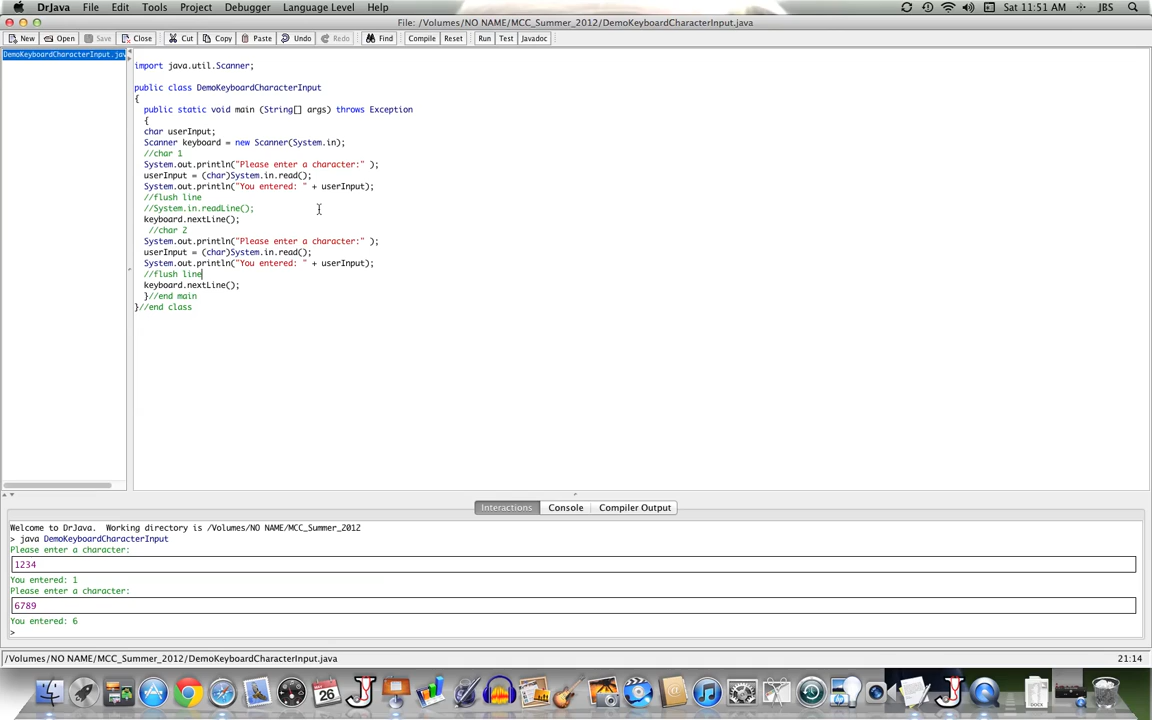 DrJava File Edit Tools Project Debugger Language Level Help Sat 11:51 AM JBS
File: /Volumes/NO NAME/MCC_Summer_2012/DemoKeyboardCharacterInput.java
New Open Save Close Cut Copy Paste Undo Redo Find Compile Reset Run Test Javadoc
DemoKeyboardCharacterInput.jav
import java.util.Scanner;
public class DemoKeyboardCharacterInput
{
public static void main (String[] args) throws Exception
{
char userInput;
Scanner keyboard = new Scanner(System.in);
//char 1
System.out.println("Please enter a character:" );
userInput = (char)System.in.read();
System.out.println("You entered: " + userInput);
//flush line
//System.in.readLine();
keyboard.nextLine();
//char 2
System.out.println("Please enter a character:" );
userInput = (char)System.in.read();
System.out.println("You entered: " + userInput);
//flush line
keyboard.nextLine();
}//end main
}//end class
Interactions Console Compiler Output
Welcome to DrJava. Working directory is /Volumes/NO NAME/MCC_Summer_2012
> java DemoKeyboardCharacterInput
Please enter a character:
1234
You entered: 1
Please enter a character:
6789
You entered: 6
>
/Volumes/NO NAME/MCC_Summer_2012/DemoKeyboardCharacterInput.java 21:14
26
DOCX